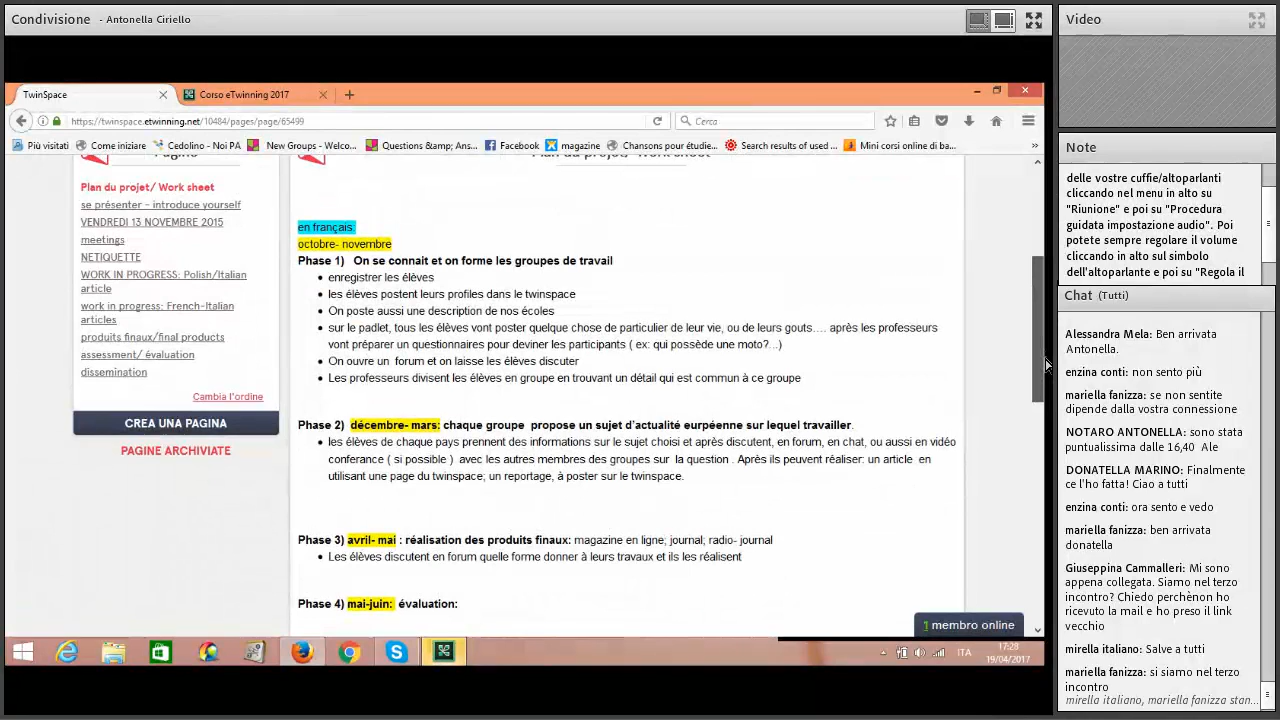 Condivisione - Antonella Ciriello
TwinSpace
Corso eTwinning 2017
https://twinspace.etwinning.net/10484/pages/page/65499
Cerca
Più visitati
Come iniziare
Cedolino - Noi PA
New Groups - Welco...
Questions &amp; Ans...
Facebook
magazine
Chansons pour étudie...
Search results of used ...
Mini corsi online di ba...
»
Plan du projet/ Work sheet
se présenter - introduce yourself
VENDREDI 13 NOVEMBRE 2015
meetings
NETIQUETTE
WORK IN PROGRESS: Polish/Italian
article
work in progress: French-Italian
articles
produits finaux/final products
assessment/ évaluation
dissemination
Cambia l'ordine
CREA UNA PAGINA
PAGINE ARCHIVIATE
en français:
octobre- novembre
Phase 1) On se connait et on forme les groupes de travail
enregistrer les élèves
les élèves postent leurs profiles dans le twinspace
On poste aussi une description de nos écoles
sur le padlet, tous les élèves vont poster quelque chose de particulier de leur vie, ou de leurs gouts.... après les professeurs
vont préparer un questionnaires pour deviner les participants ( ex: qui possède une moto?...)
On ouvre un forum et on laisse les élèves discuter
Les professeurs divisent les élèves en groupe en trouvant un détail qui est commun à ce groupe
Phase 2) décembre- mars: chaque groupe propose un sujet d'actualité eurpéenne sur lequel travailler.
les élèves de chaque pays prennent des informations sur le sujet choisi et après discutent, en forum, en chat, ou aussi en vidéo
conferance ( si possible ) avec les autres membres des groupes sur la question . Après ils peuvent réaliser: un article en
utilisant une page du twinspace; un reportage, à poster sur le twinspace.
Phase 3) avril- mai : réalisation des produits finaux: magazine en ligne; journal; radio- journal
Les élèves discutent en forum quelle forme donner à leurs travaux et ils les réalisent
Phase 4) mai-juin: évaluation:
1 membro online
ITA
17:28
19/04/2017
Video
Note
delle vostre cuffie/altoparlanti
cliccando nel menu in alto su
"Riunione" e poi su "Procedura
guidata impostazione audio". Poi
potete sempre regolare il volume
cliccando in alto sul simbolo
dell'altoparlante e poi su "Regola il
Chat (Tutti)
Alessandra Mela: Ben arrivata
Antonella.
enzina conti: non sento più
mariella fanizza: se non sentite
dipende dalla vostra connessione
NOTARO ANTONELLA: sono stata
puntualissima dalle 16,40 Ale
DONATELLA MARINO: Finalmente
ce l'ho fatta! Ciao a tutti
enzina conti: ora sento e vedo
mariella fanizza: ben arrivata
donatella
Giuseppina Cammalleri: Mi sono
appena collegata. Siamo nel terzo
incontro? Chiedo perchènon ho
ricevuto la mail e ho preso il link
vecchio
mirella italiano: Salve a tutti
mariella fanizza: si siamo nel terzo
incontro
mirella italiano, mariella fanizza stan...